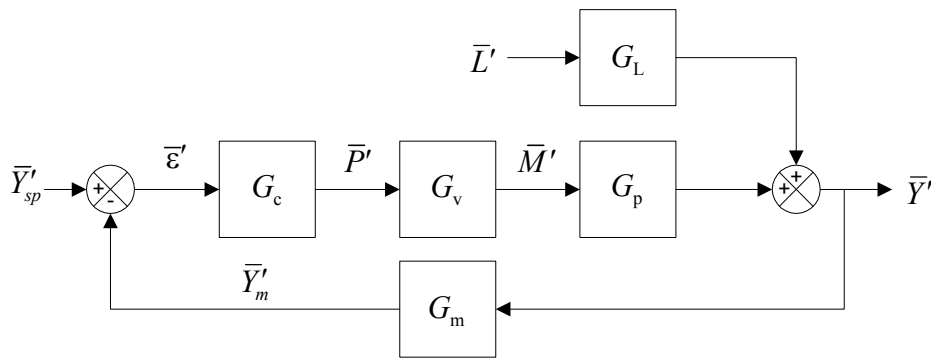 L̅′ G_L
Y̅′_sp + - ε̅′ G_c P̅′ G_v M̅′ G_p + + Y̅′
Y̅′_m G_m